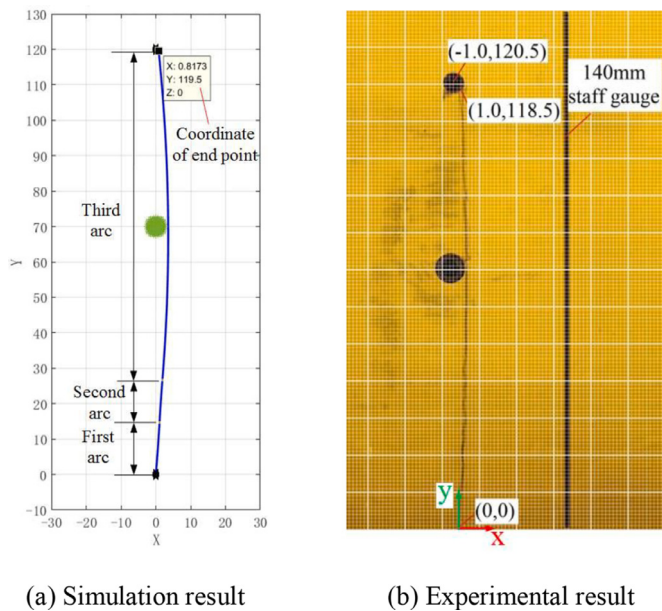 130
120
110
100
90
80
70
60
50
40
30
20
10
0
-10
Y
X: 0.8173
Y: 119.5
Z: 0
Coordinate
of end point
Third
arc
Second
arc
First
arc
-30 -20 -10 0 10 20 30
X
(a) Simulation result
(-1.0,120.5)
(1.0,118.5)
140mm
staff gauge
y
(0,0)
x
(b) Experimental result